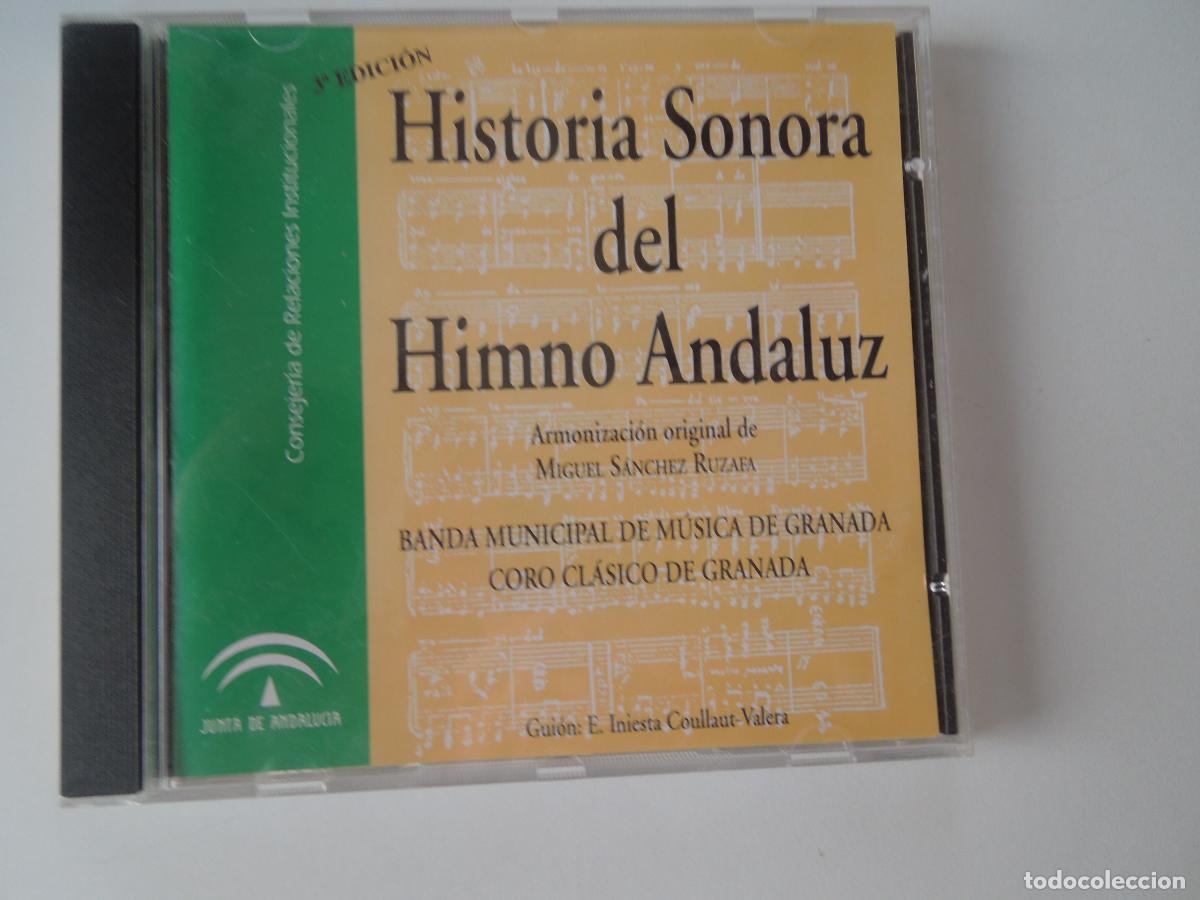 3ª EDICIÓN
Historia Sonora
del
Himno Andaluz
Armonización original de
MIGUEL SÁNCHEZ RUZAFA
BANDA MUNICIPAL DE MÚSICA DE GRANADA
CORO CLÁSICO DE GRANADA
Guión: E. Iniesta Coullaut-Valera
Consejería de Relaciones Institucionales
JUNTA DE ANDALUCIA
todocoleccion